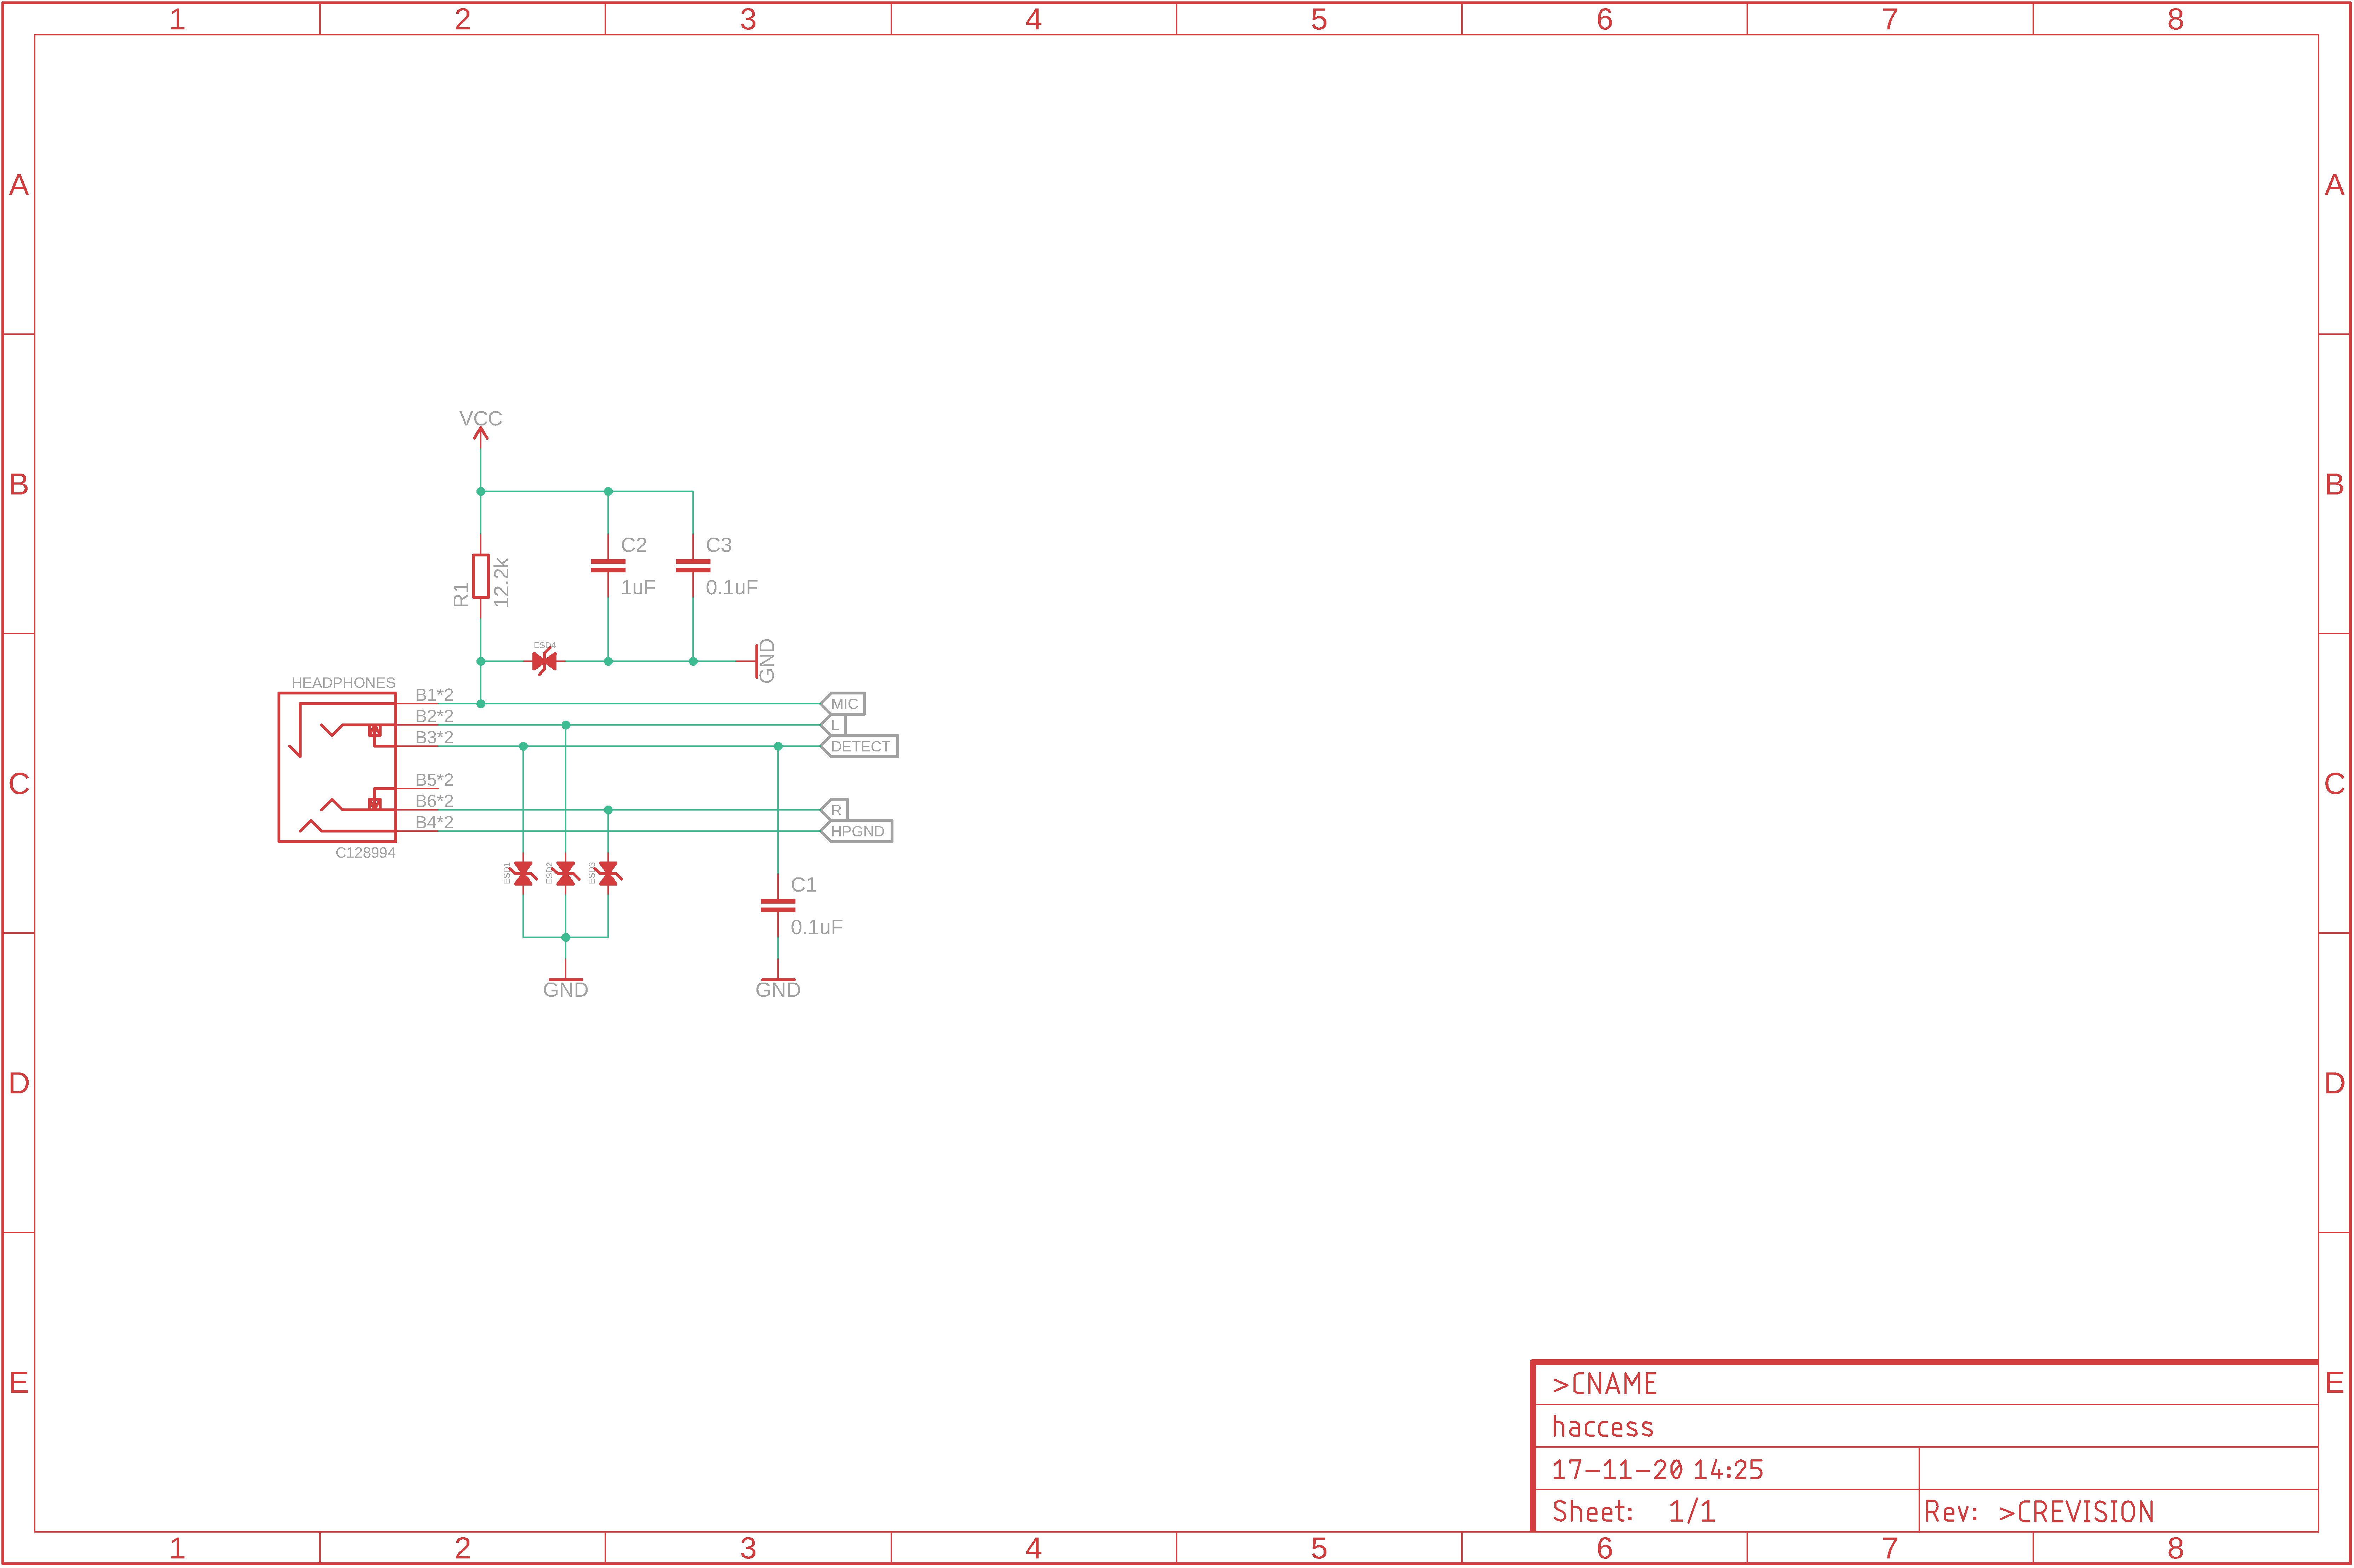 1 2 3 4 5 6 7 8
A A
VCC
B B
C2
C3
R1
12.2k
1uF
0.1uF
ESD4
GND
HEADPHONES
B1*2
MIC
B2*2
L
B3*2
DETECT
C C
B5*2
B6*2
R
B4*2
HPGND
C128994
ESD1
ESD2
ESD3
C1
0.1uF
GND
GND
D D
E E
>CNAME
haccess
17-11-20 14:25
Sheet: 1/1
Rev: >CREVISION
1 2 3 4 5 6 7 8